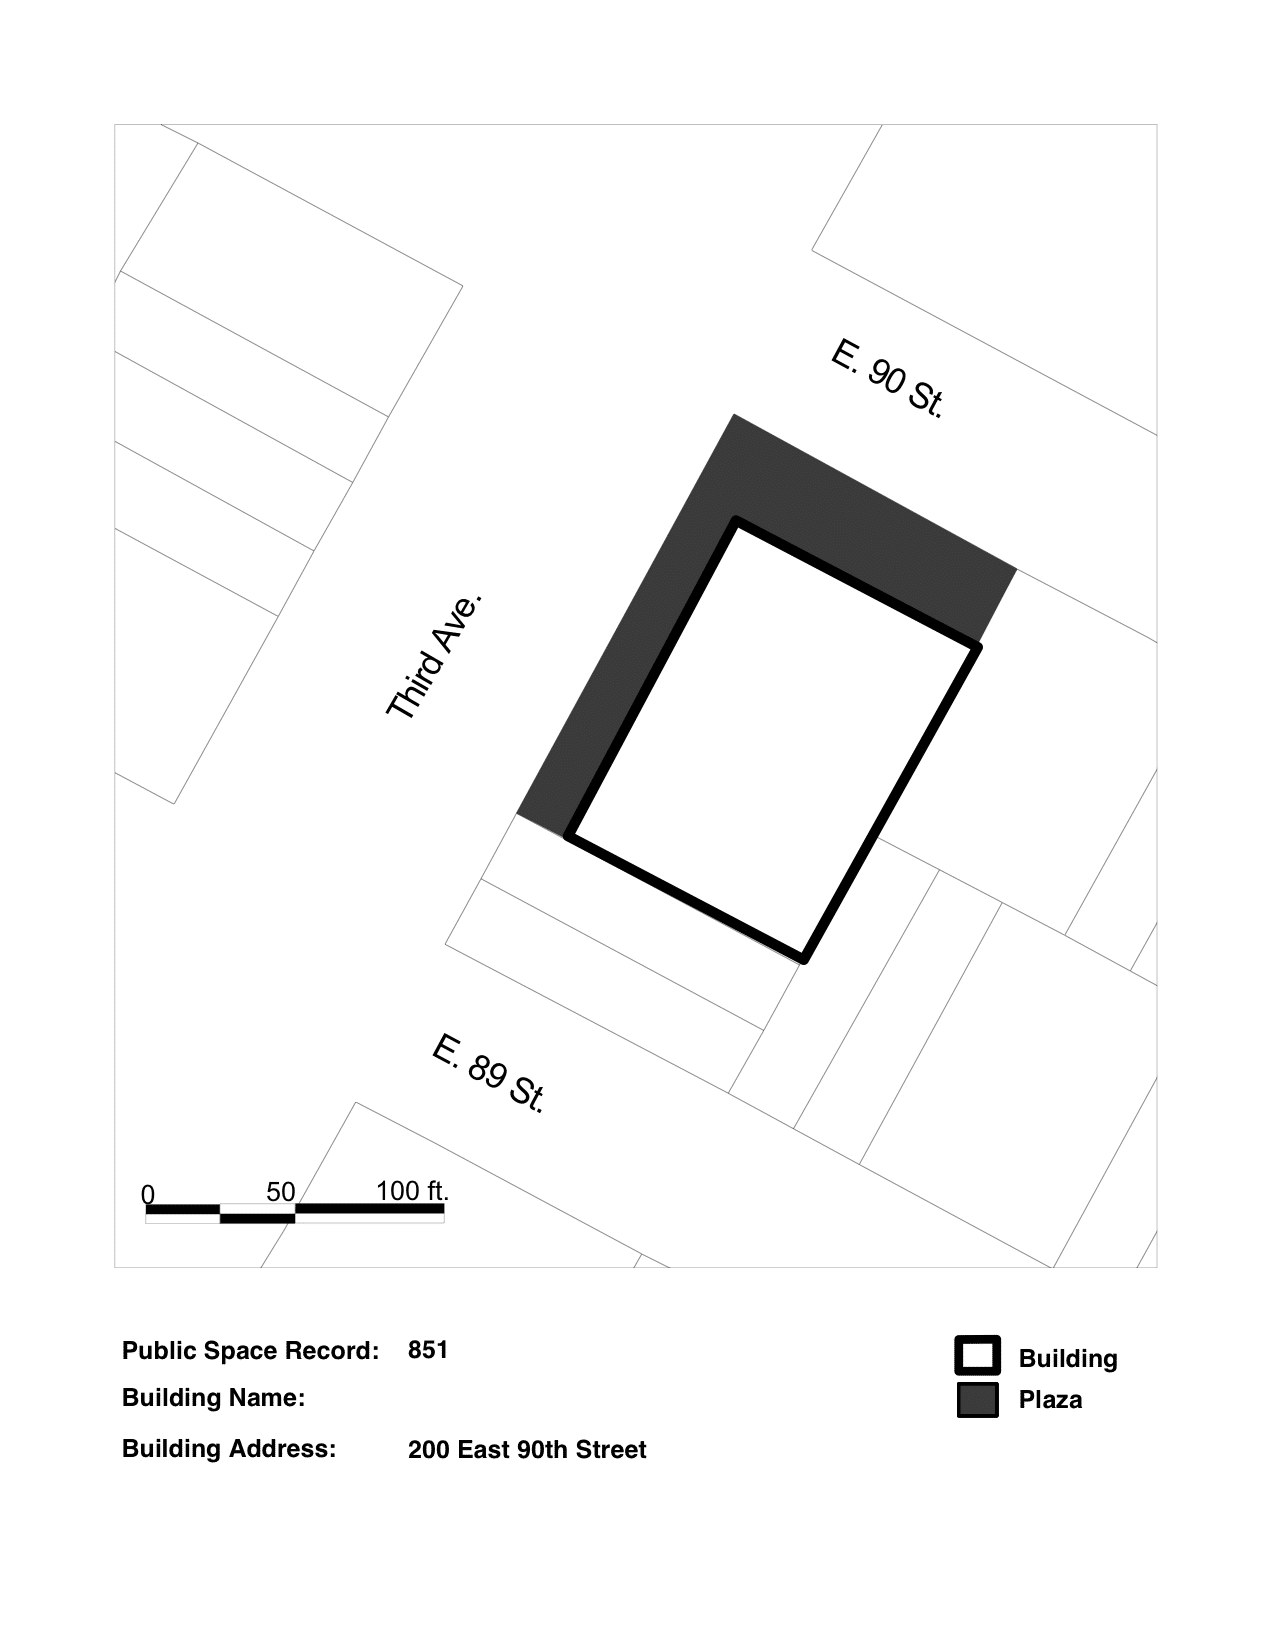 E. 90 St.
Third Ave.
E. 89 St.
0 50 100 ft.
Public Space Record: 851
Building Name:
Building Address: 200 East 90th Street
Building
Plaza